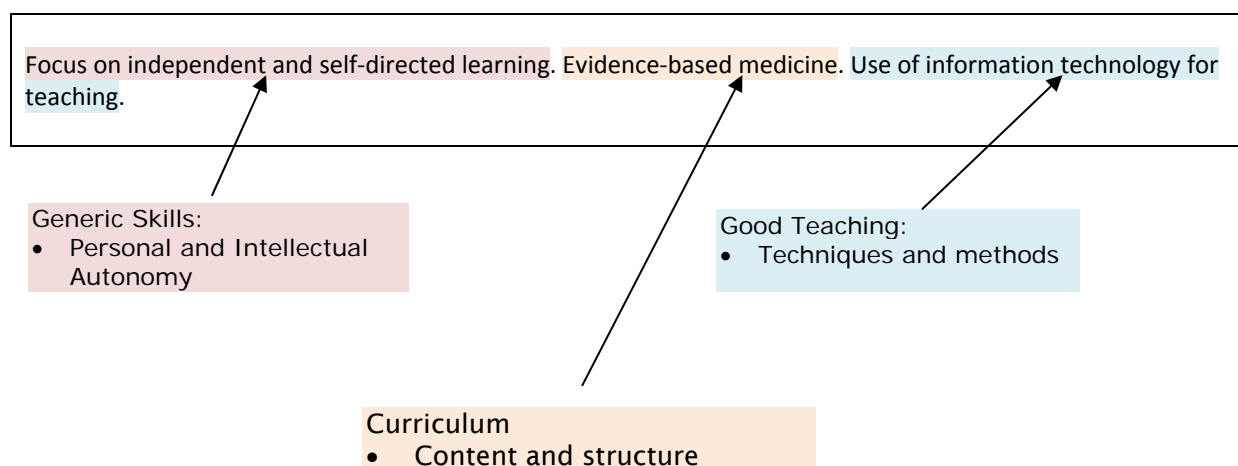 Focus on independent and self-directed learning. Evidence-based medicine. Use of information technology for
teaching.
Generic Skills:
• Personal and Intellectual
Autonomy
Good Teaching:
• Techniques and methods
Curriculum
• Content and structure